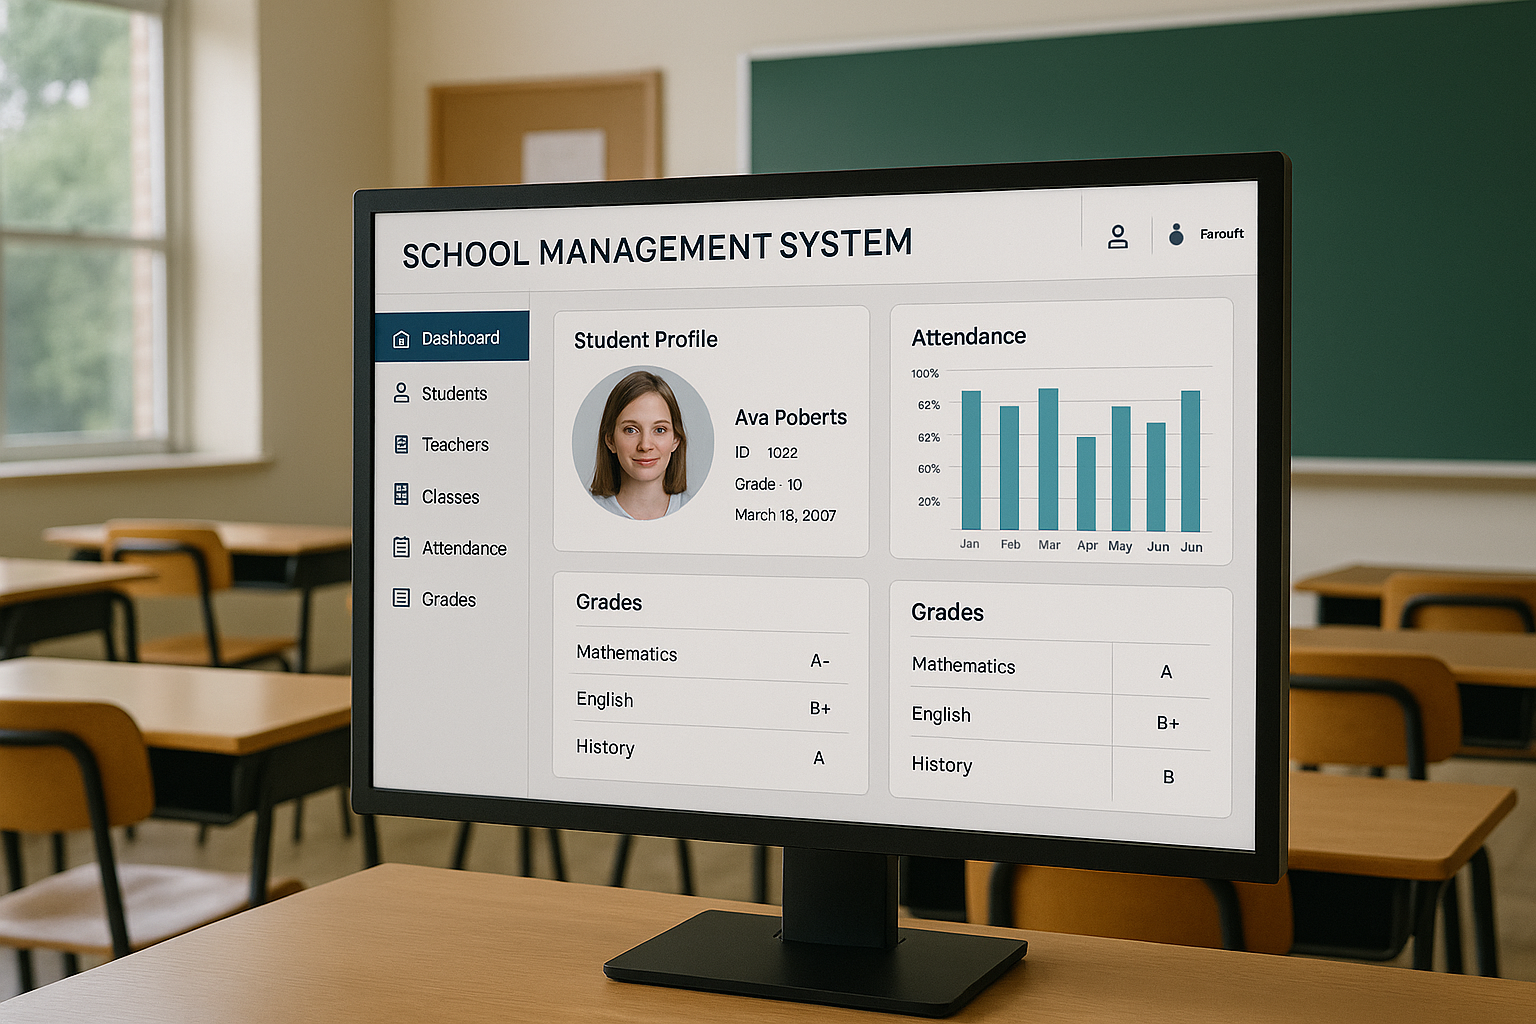 SCHOOL MANAGEMENT SYSTEM
Farouft
Dashboard
Students
Teachers
Classes
Attendance
Grades
Student Profile
Ava Poberts
ID 1022
Grade · 10
March 18, 2007
Attendance
100%
62%
62%
60%
20%
Jan Feb Mar Apr May Jun Jun
Grades
Mathematics A-
English B+
History A
Grades
Mathematics A
English B+
History B